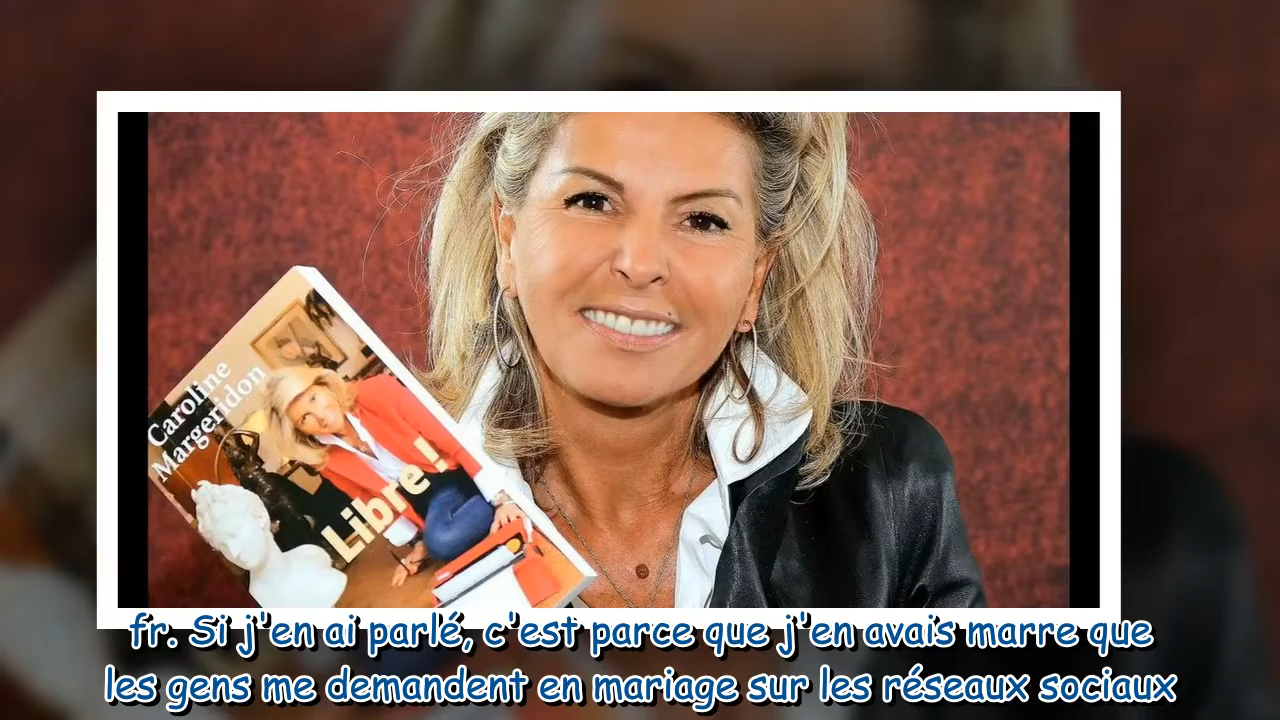 Caroline
Margeridon
Libre !
fr. Si j'en ai parlé, c'est parce que j'en avais marre que
les gens me demandent en mariage sur les réseaux sociaux